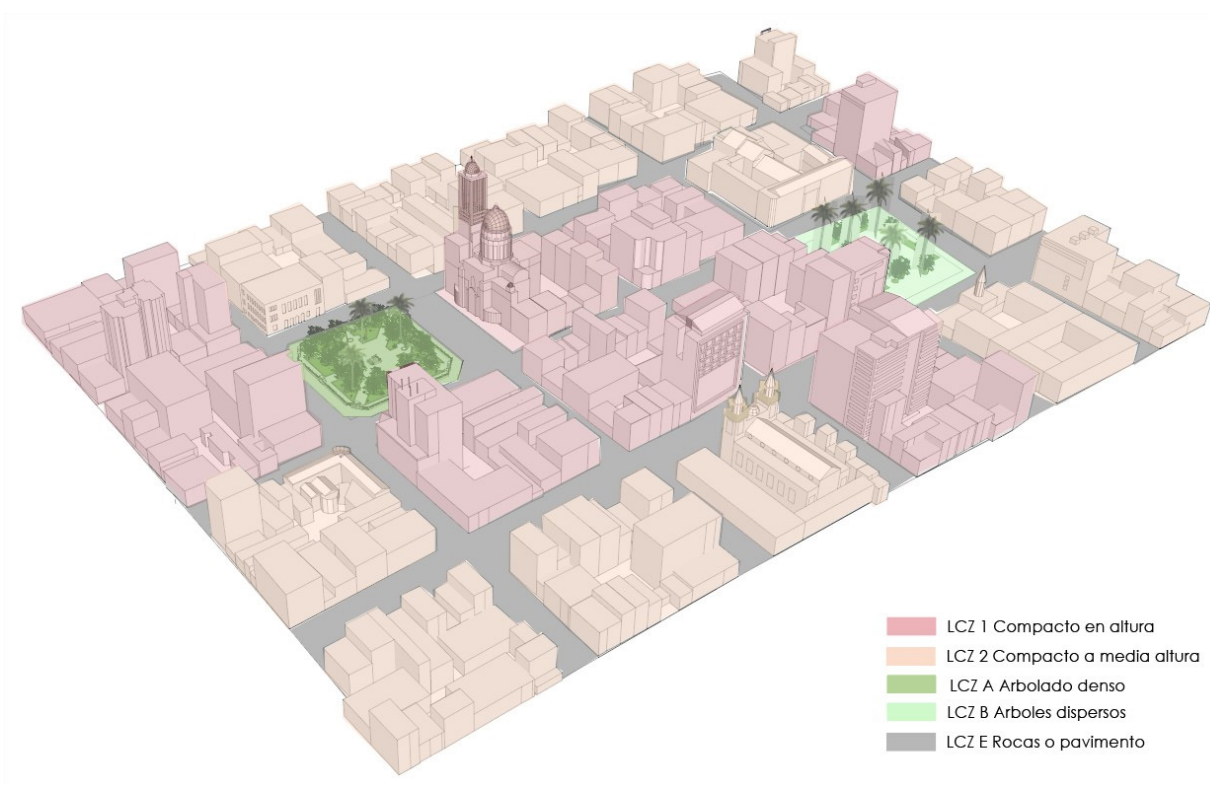 LCZ 1 Compacto en altura
LCZ 2 Compacto a media altura
LCZ A Arbolado denso
LCZ B Arboles dispersos
LCZ E Rocas o pavimento